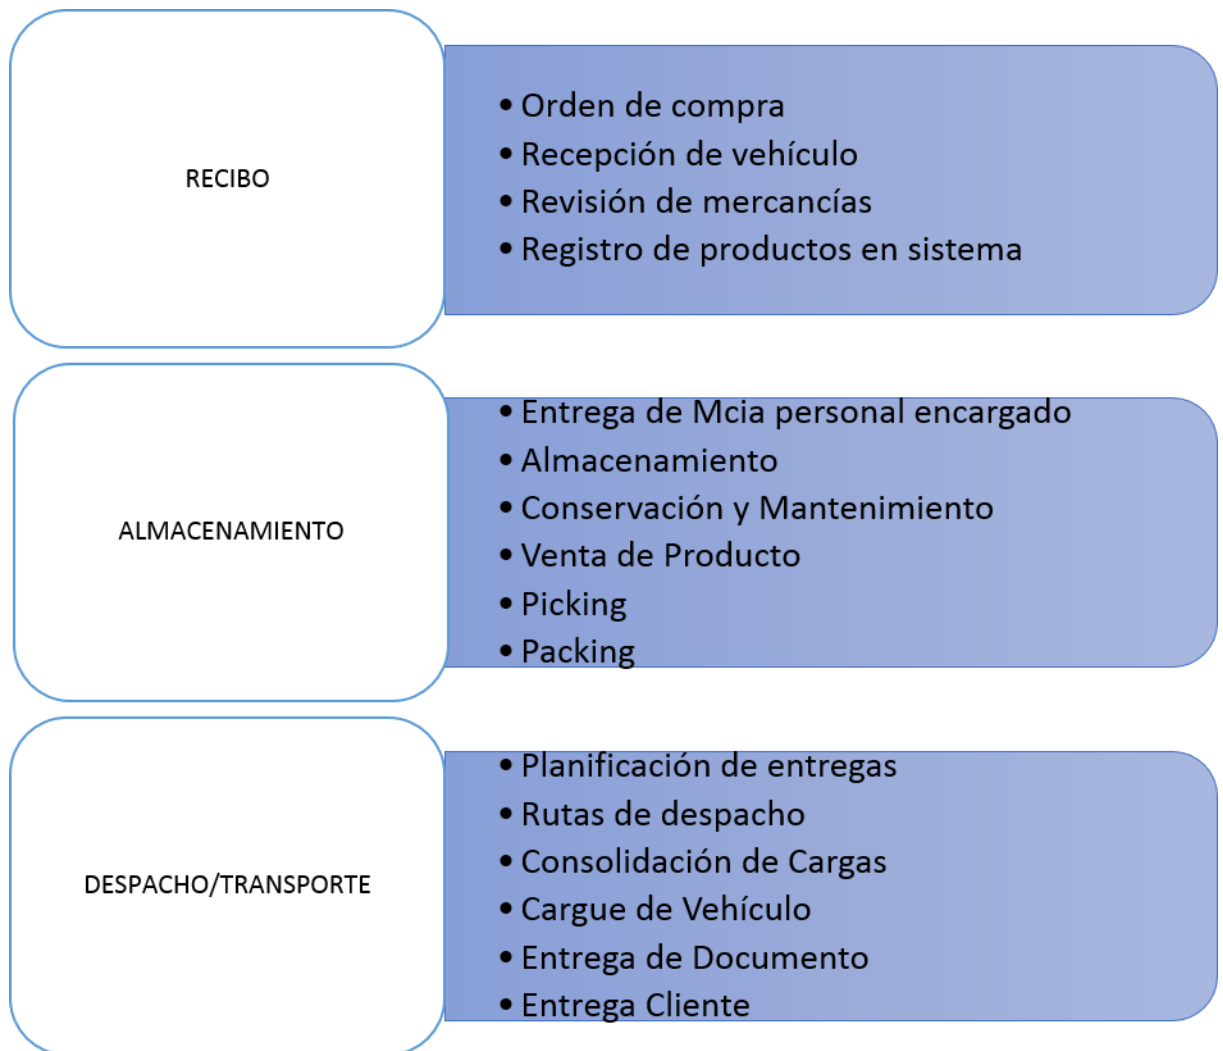 RECIBO
• Orden de compra
• Recepción de vehículo
• Revisión de mercancías
• Registro de productos en sistema
ALMACENAMIENTO
• Entrega de Mcia personal encargado
• Almacenamiento
• Conservación y Mantenimiento
• Venta de Producto
• Picking
• Packing
DESPACHO/TRANSPORTE
• Planificación de entregas
• Rutas de despacho
• Consolidación de Cargas
• Cargue de Vehículo
• Entrega de Documento
• Entrega Cliente